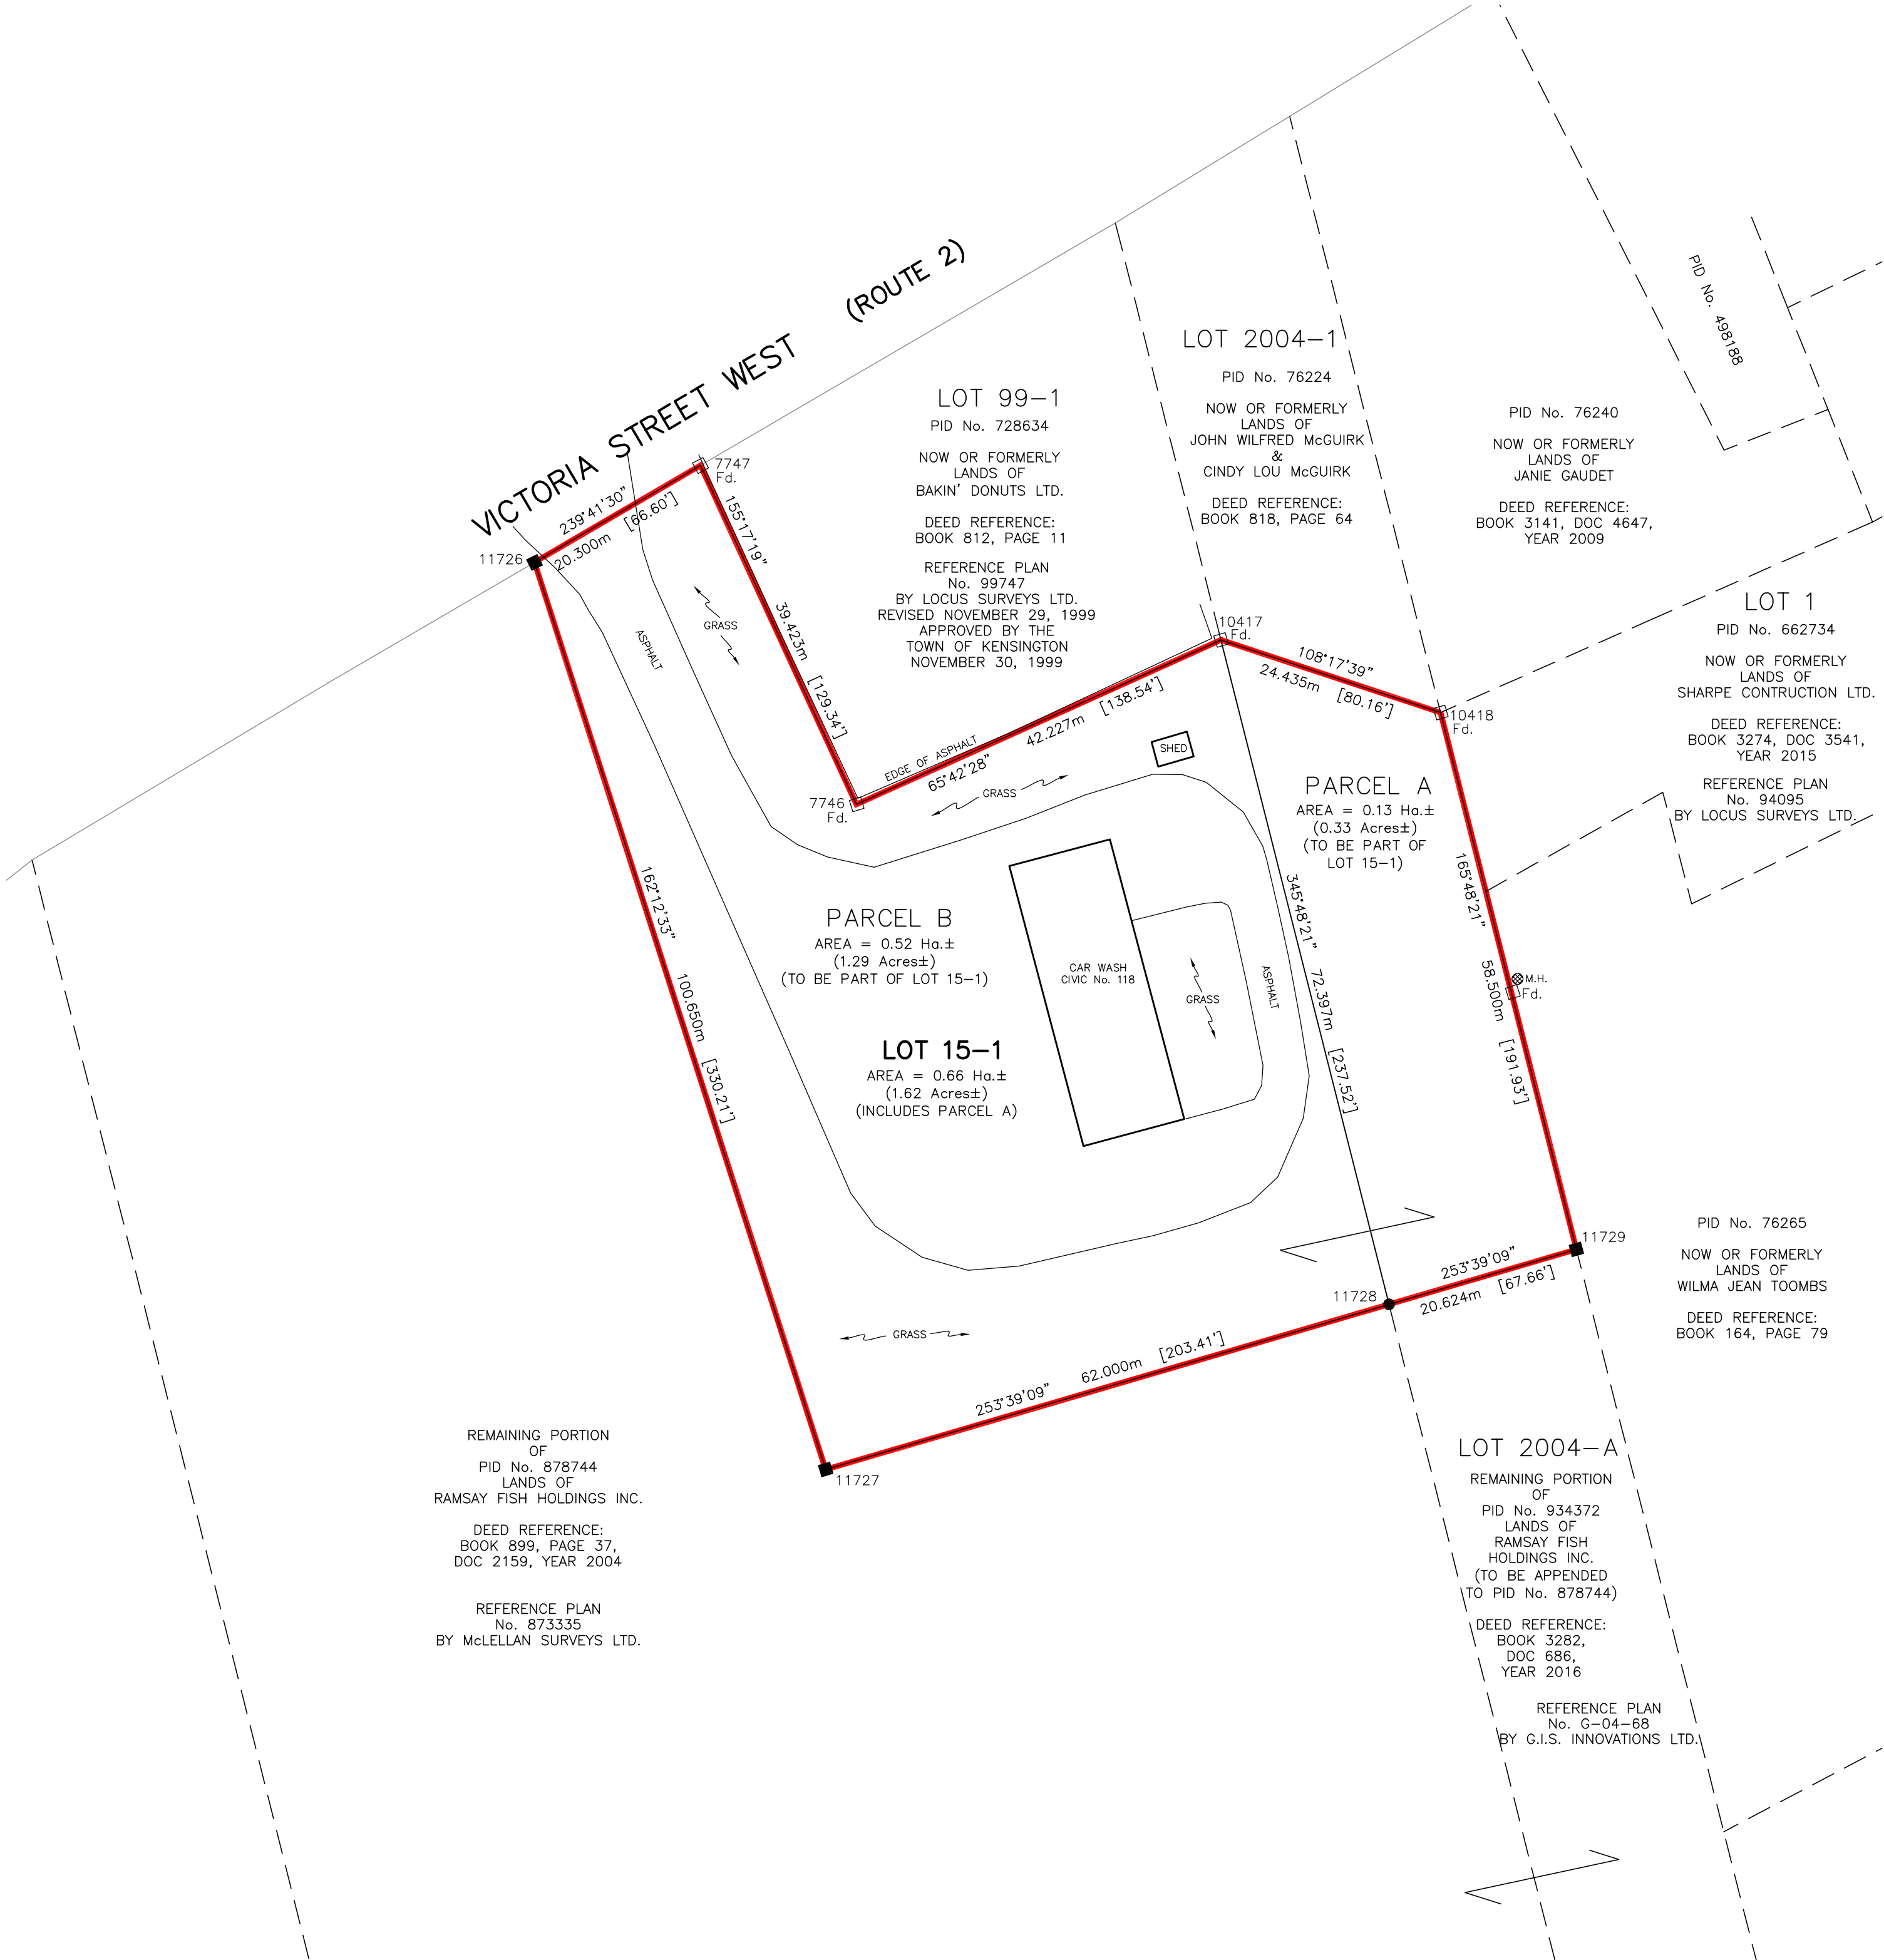 VICTORIA STREET WEST (ROUTE 2)
PID No. 498188
LOT 2004-1
PID No. 76224
NOW OR FORMERLY
LANDS OF
JOHN WILFRED McGUIRK
&
CINDY LOU McGUIRK
DEED REFERENCE:
BOOK 818, PAGE 64
LOT 99-1
PID No. 728634
NOW OR FORMERLY
LANDS OF
BAKIN' DONUTS LTD.
DEED REFERENCE:
BOOK 812, PAGE 11
REFERENCE PLAN
No. 99747
BY LOCUS SURVEYS LTD.
REVISED NOVEMBER 29, 1999
APPROVED BY THE
TOWN OF KENSINGTON
NOVEMBER 30, 1999
PID No. 76240
NOW OR FORMERLY
LANDS OF
JANIE GAUDET
DEED REFERENCE:
BOOK 3141, DOC 4647,
YEAR 2009
LOT 1
PID No. 662734
NOW OR FORMERLY
LANDS OF
SHARPE CONTRUCTION LTD.
DEED REFERENCE:
BOOK 3274, DOC 3541,
YEAR 2015
REFERENCE PLAN
No. 94095
BY LOCUS SURVEYS LTD.
7747
Fd.
239°41'30"
20.300m [66.60']
11726
155°17'19"
39.423m [129.34']
GRASS
ASPHALT
10417
Fd.
108°17'39"
24.435m [80.16']
10418
Fd.
EDGE OF ASPHALT
65°42'28"
42.227m [138.54']
7746
Fd.
GRASS
SHED
PARCEL A
AREA = 0.13 Ha.±
(0.33 Acres±)
(TO BE PART OF
LOT 15-1)
162°12'33"
100.650m [330.21']
PARCEL B
AREA = 0.52 Ha.±
(1.29 Acres±)
(TO BE PART OF LOT 15-1)
LOT 15-1
AREA = 0.66 Ha.±
(1.62 Acres±)
(INCLUDES PARCEL A)
CAR WASH
CIVIC No. 118
GRASS
ASPHALT
345°48'21"
72.397m [237.52']
165°48'21"
58.500m [191.93']
M.H.
Fd.
11729
253°39'09"
20.624m [67.66']
11728
GRASS
253°39'09"
62.000m [203.41']
11727
PID No. 76265
NOW OR FORMERLY
LANDS OF
WILMA JEAN TOOMBS
DEED REFERENCE:
BOOK 164, PAGE 79
REMAINING PORTION
OF
PID No. 878744
LANDS OF
RAMSAY FISH HOLDINGS INC.
DEED REFERENCE:
BOOK 899, PAGE 37,
DOC 2159, YEAR 2004
REFERENCE PLAN
No. 873335
BY McLELLAN SURVEYS LTD.
LOT 2004-A
REMAINING PORTION
OF
PID No. 934372
LANDS OF
RAMSAY FISH
HOLDINGS INC.
(TO BE APPENDED
TO PID No. 878744)
DEED REFERENCE:
BOOK 3282,
DOC 686,
YEAR 2016
REFERENCE PLAN
No. G-04-68
BY G.I.S. INNOVATIONS LTD.